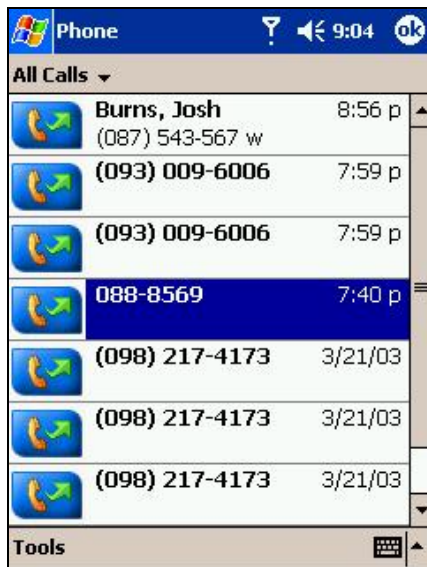 Phone 9:04 ok
All Calls
Burns, Josh 8:56 p
(087) 543-567 w
(093) 009-6006 7:59 p
(093) 009-6006 7:59 p
088-8569 7:40 p
(098) 217-4173 3/21/03
(098) 217-4173 3/21/03
(098) 217-4173 3/21/03
Tools